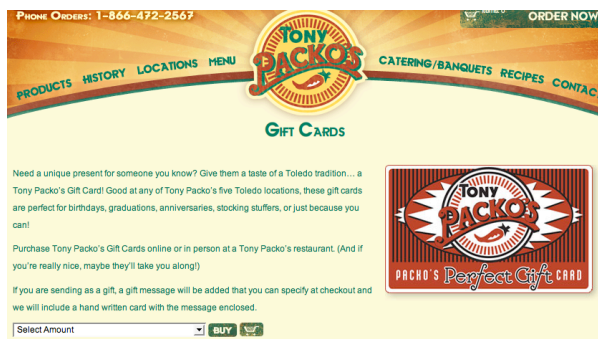 PHONE ORDERS: 1-866-472-2567
ORDER NOW
TONY
PACKO'S
PRODUCTS HISTORY LOCATIONS MENU
CATERING/BANQUETS RECIPES CONTAC
GIFT CARDS
Need a unique present for someone you know? Give them a taste of a Toledo tradition… a
Tony Packo's Gift Card! Good at any of Tony Packo's five Toledo locations, these gift cards
are perfect for birthdays, graduations, anniversaries, stocking stuffers, or just because you
can!
Purchase Tony Packo's Gift Cards online or in person at a Tony Packo's restaurant. (And if
you're really nice, maybe they'll take you along!)
If you are sending as a gift, a gift message will be added that you can specify at checkout and
we will include a hand written card with the message enclosed.
Select Amount
BUY
TONY
PACKO'S
PACKO'S Perfect Gift CARD